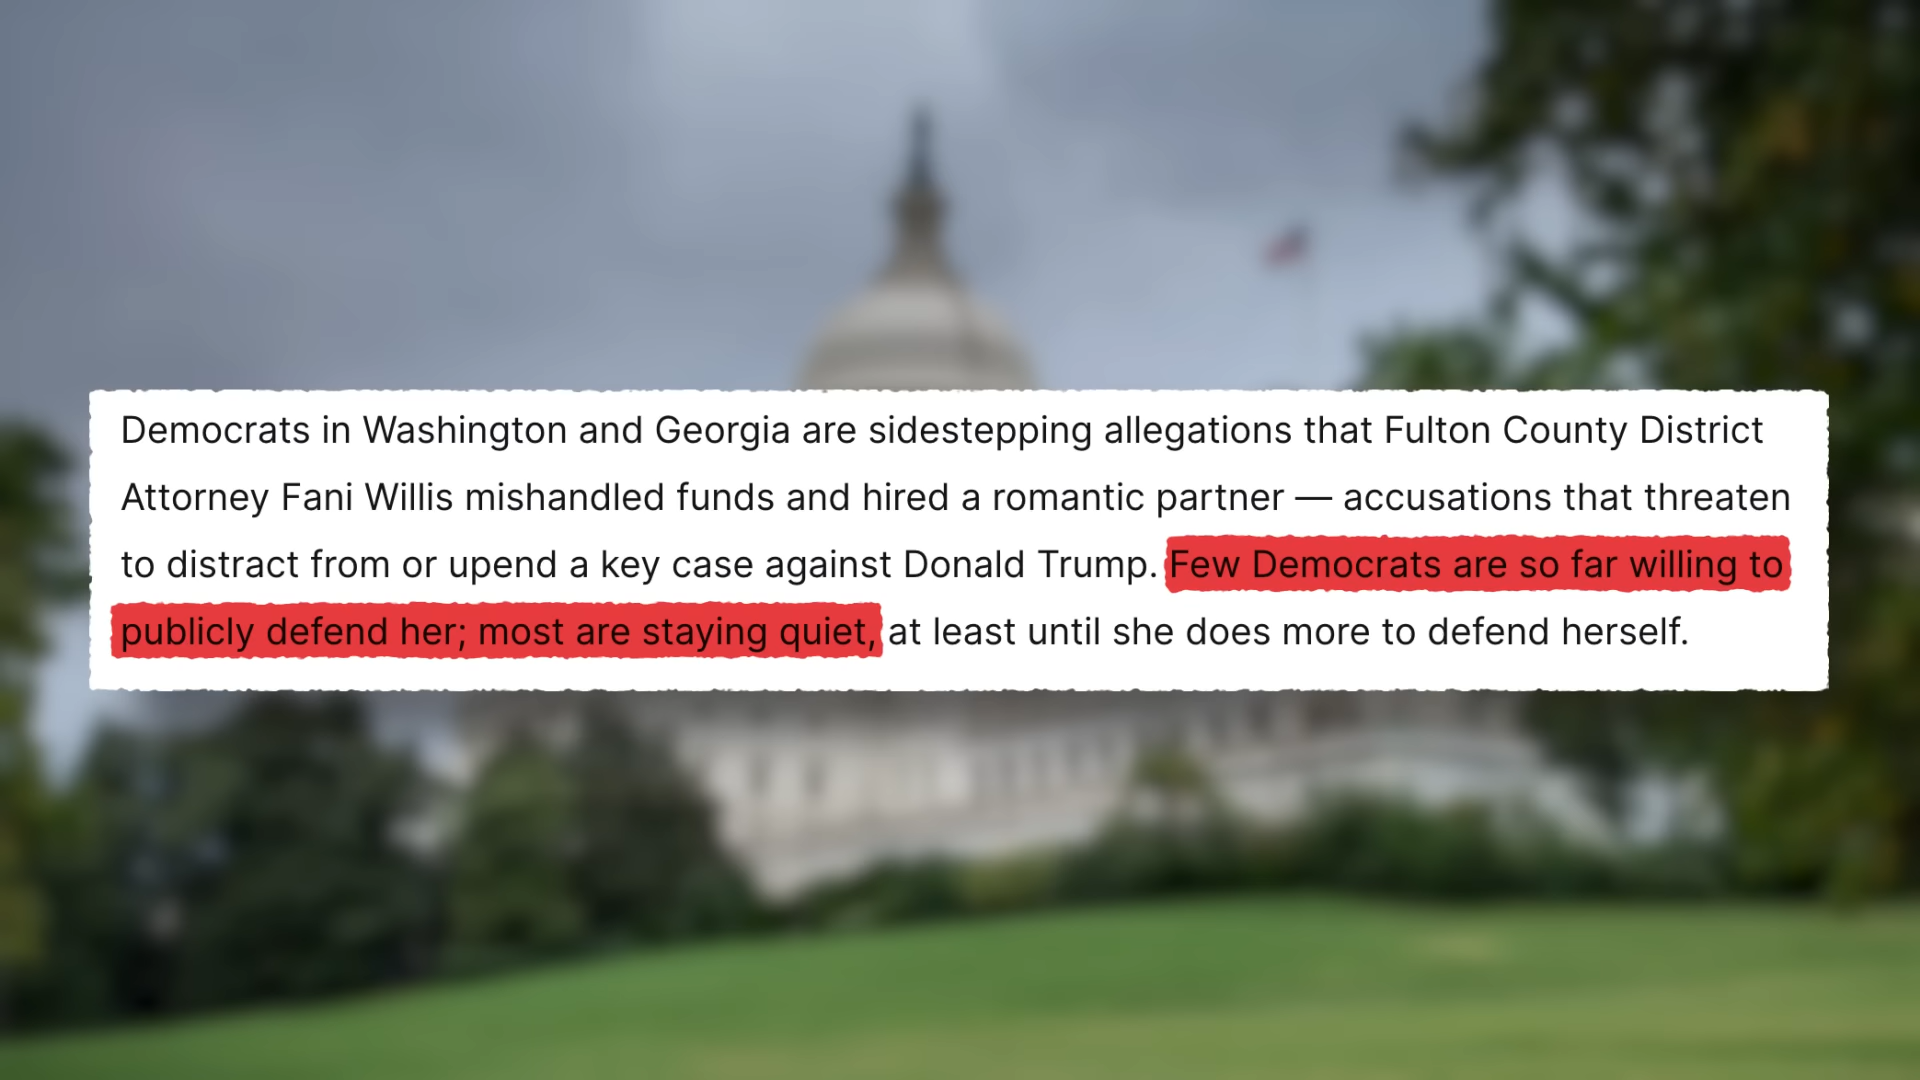 Democrats in Washington and Georgia are sidestepping allegations that Fulton County District
Attorney Fani Willis mishandled funds and hired a romantic partner — accusations that threaten
to distract from or upend a key case against Donald Trump. Few Democrats are so far willing to
publicly defend her; most are staying quiet, at least until she does more to defend herself.